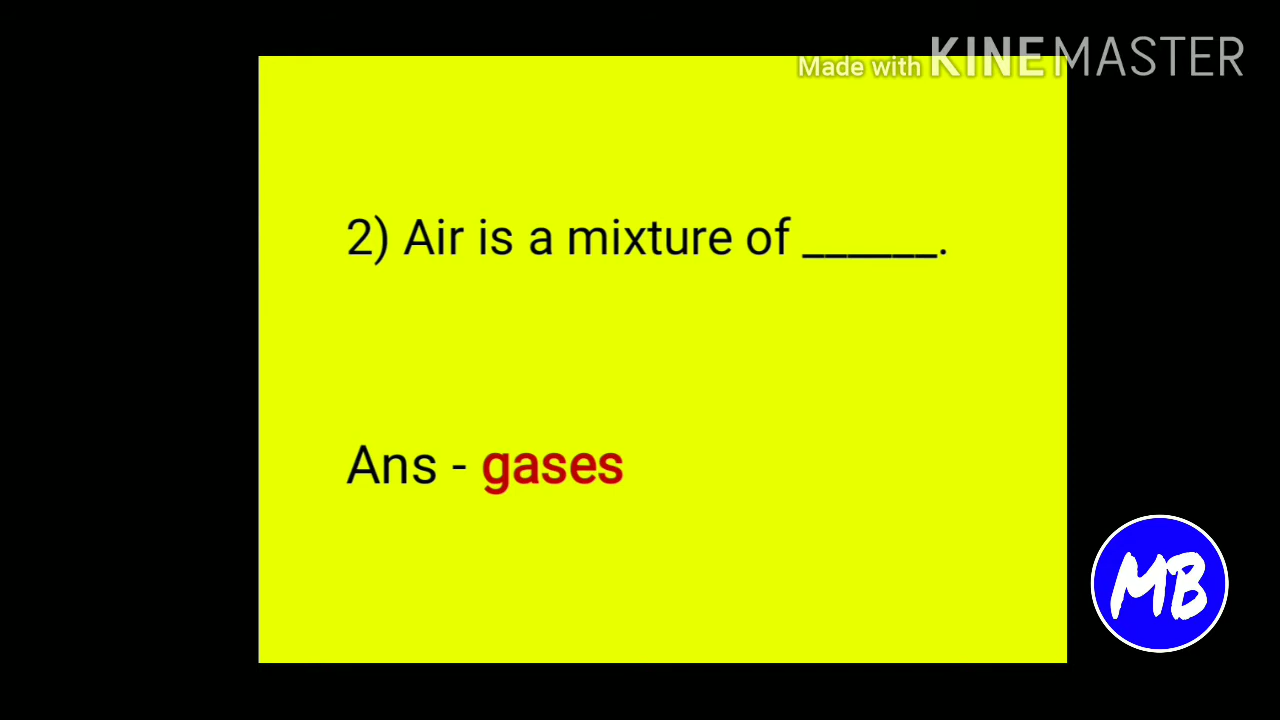 Made with KINEMASTER
2) Air is a mixture of ______.
Ans - gases
MB